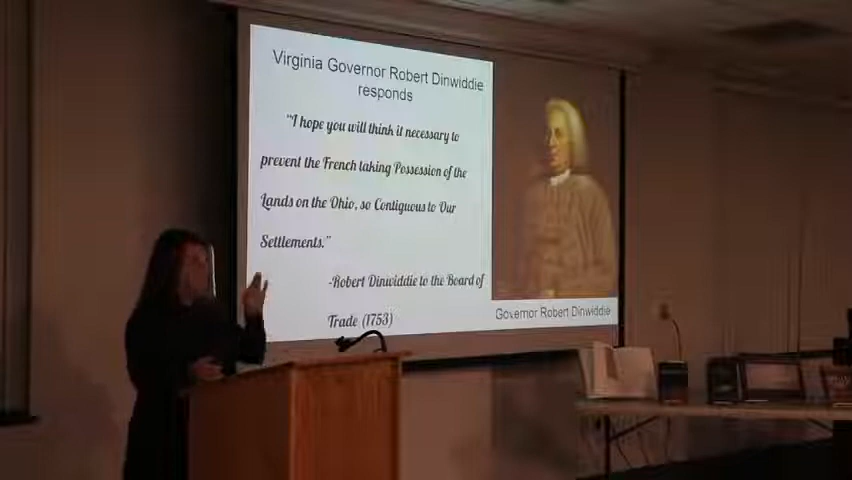 Virginia Governor Robert Dinwiddie
responds
"I hope you will think it necessary to
prevent the French taking Possession of the
Lands on the Ohio, so Contiguous to Our
Settlements."
-Robert Dinwiddie to the Board of
Trade (1753)
Governor Robert Dinwiddie